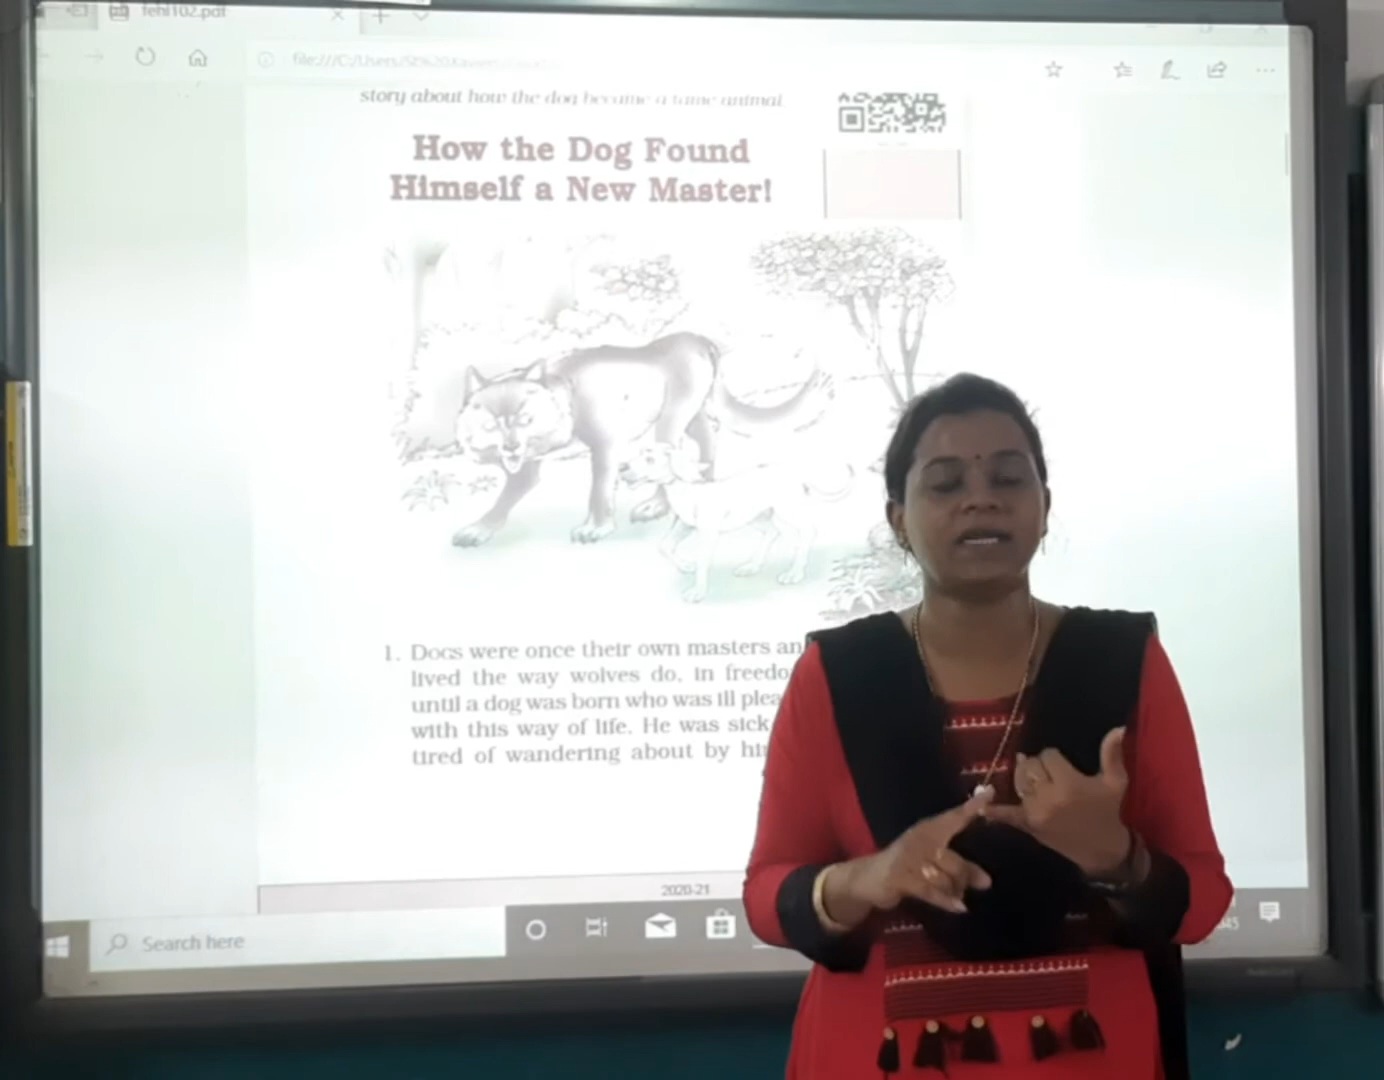 fehl102.pdf
file:///C:/Users/
story about how the dog became a tame animal
How the Dog Found
Himself a New Master!
1. Dogs were once their own masters an
lived the way wolves do, in freedo
until a dog was born who was ill plea
with this way of life. He was sick
tired of wandering about by hi
2020-21
Search here